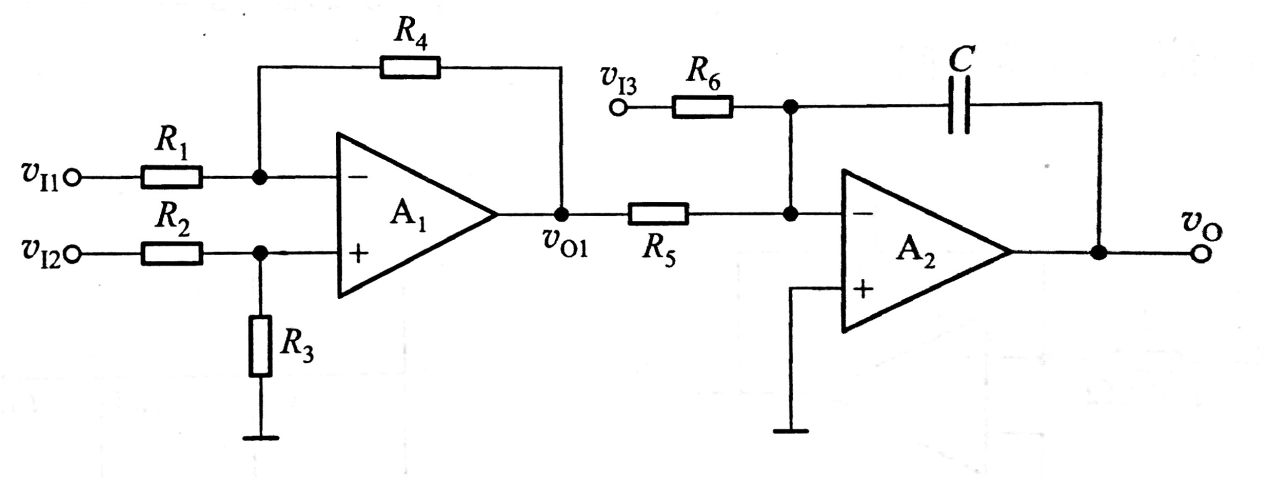 R4
vI3
R6
C
R1
vI1
−
A1
R2
vI2
+
vO1
R5
−
A2
vO
+
R3